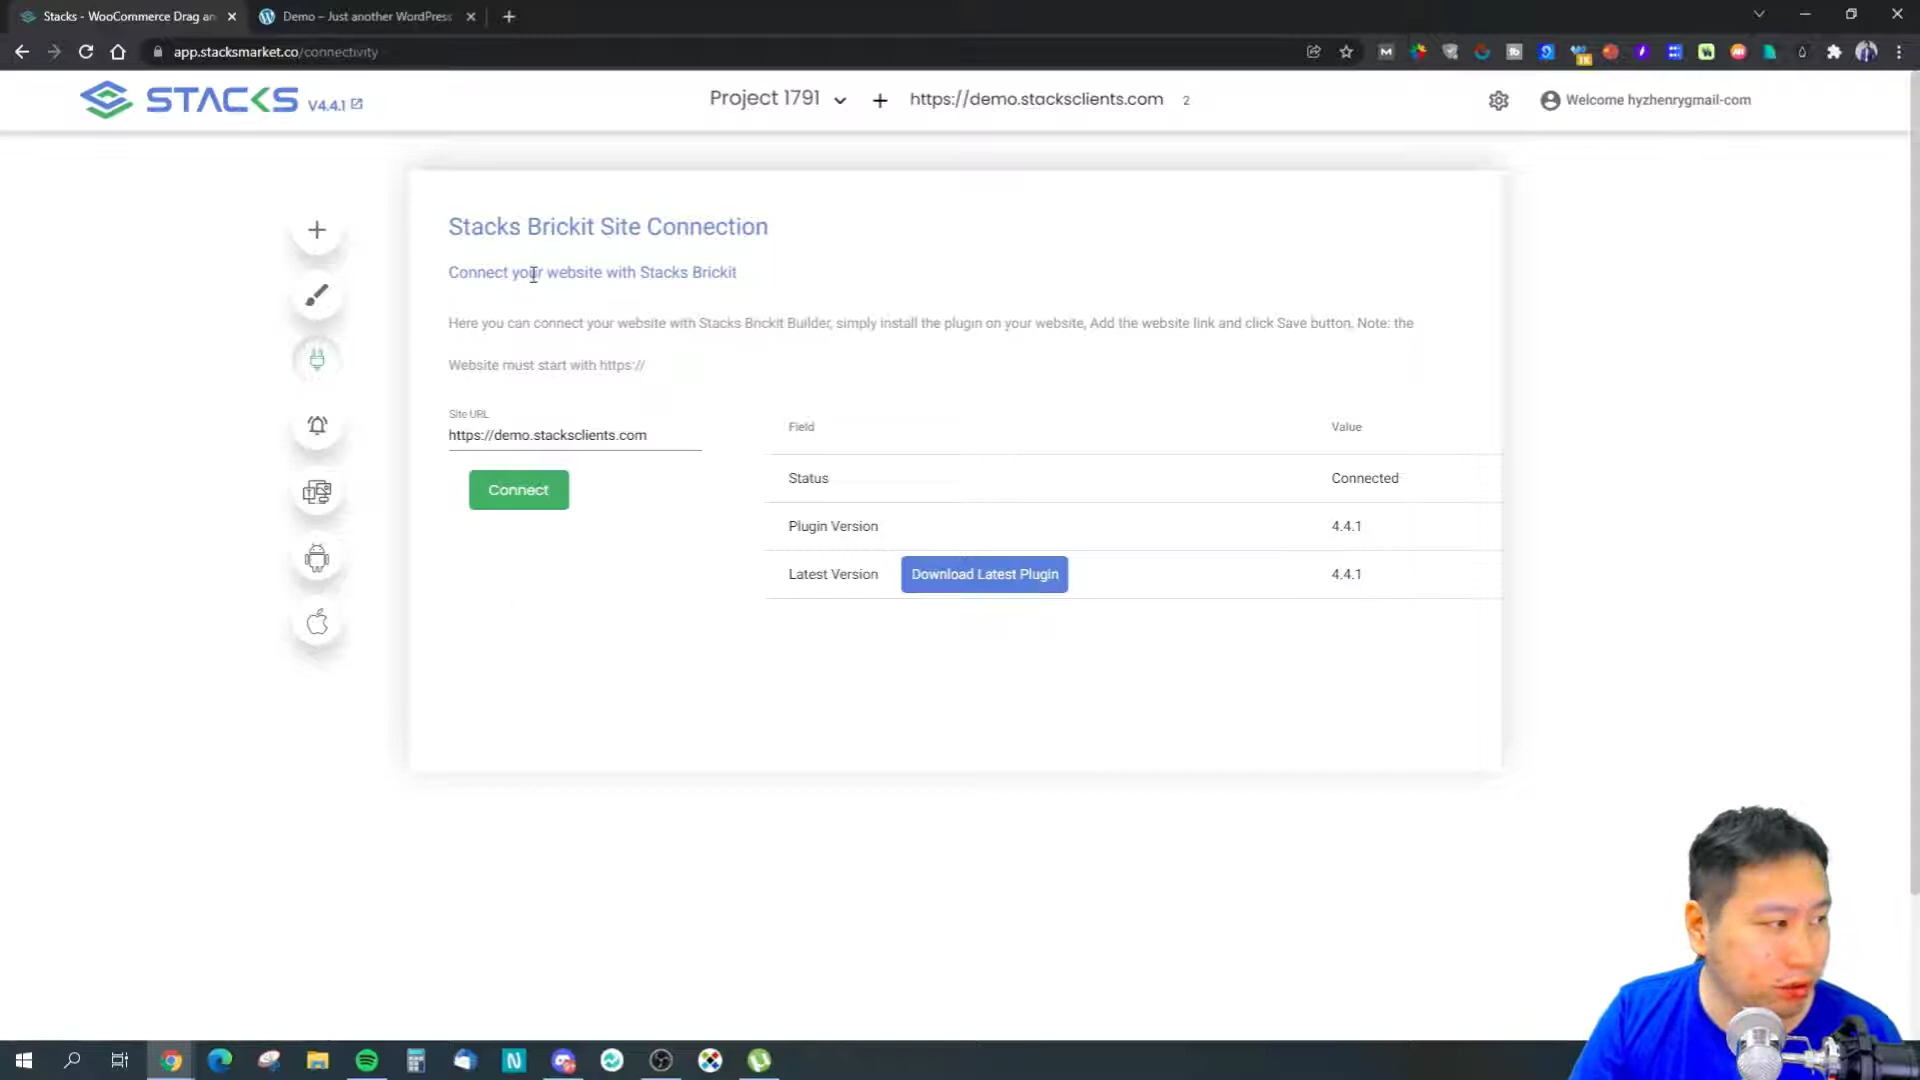 Stacks - WooCommerce Drag an
Demo – Just another WordPress
app.stacksmarket.co/connectivity
STACKS V4.4.1
Project 1791
https://demo.stacksclients.com 2
Welcome hyzhenrygmail-com
Stacks Brickit Site Connection
Connect your website with Stacks Brickit
Here you can connect your website with Stacks Brickit Builder, simply install the plugin on your website, Add the website link and click Save button. Note: the
Website must start with https://
Site URL
https://demo.stacksclients.com
Connect
Field Value
Status Connected
Plugin Version 4.4.1
Latest Version Download Latest Plugin 4.4.1